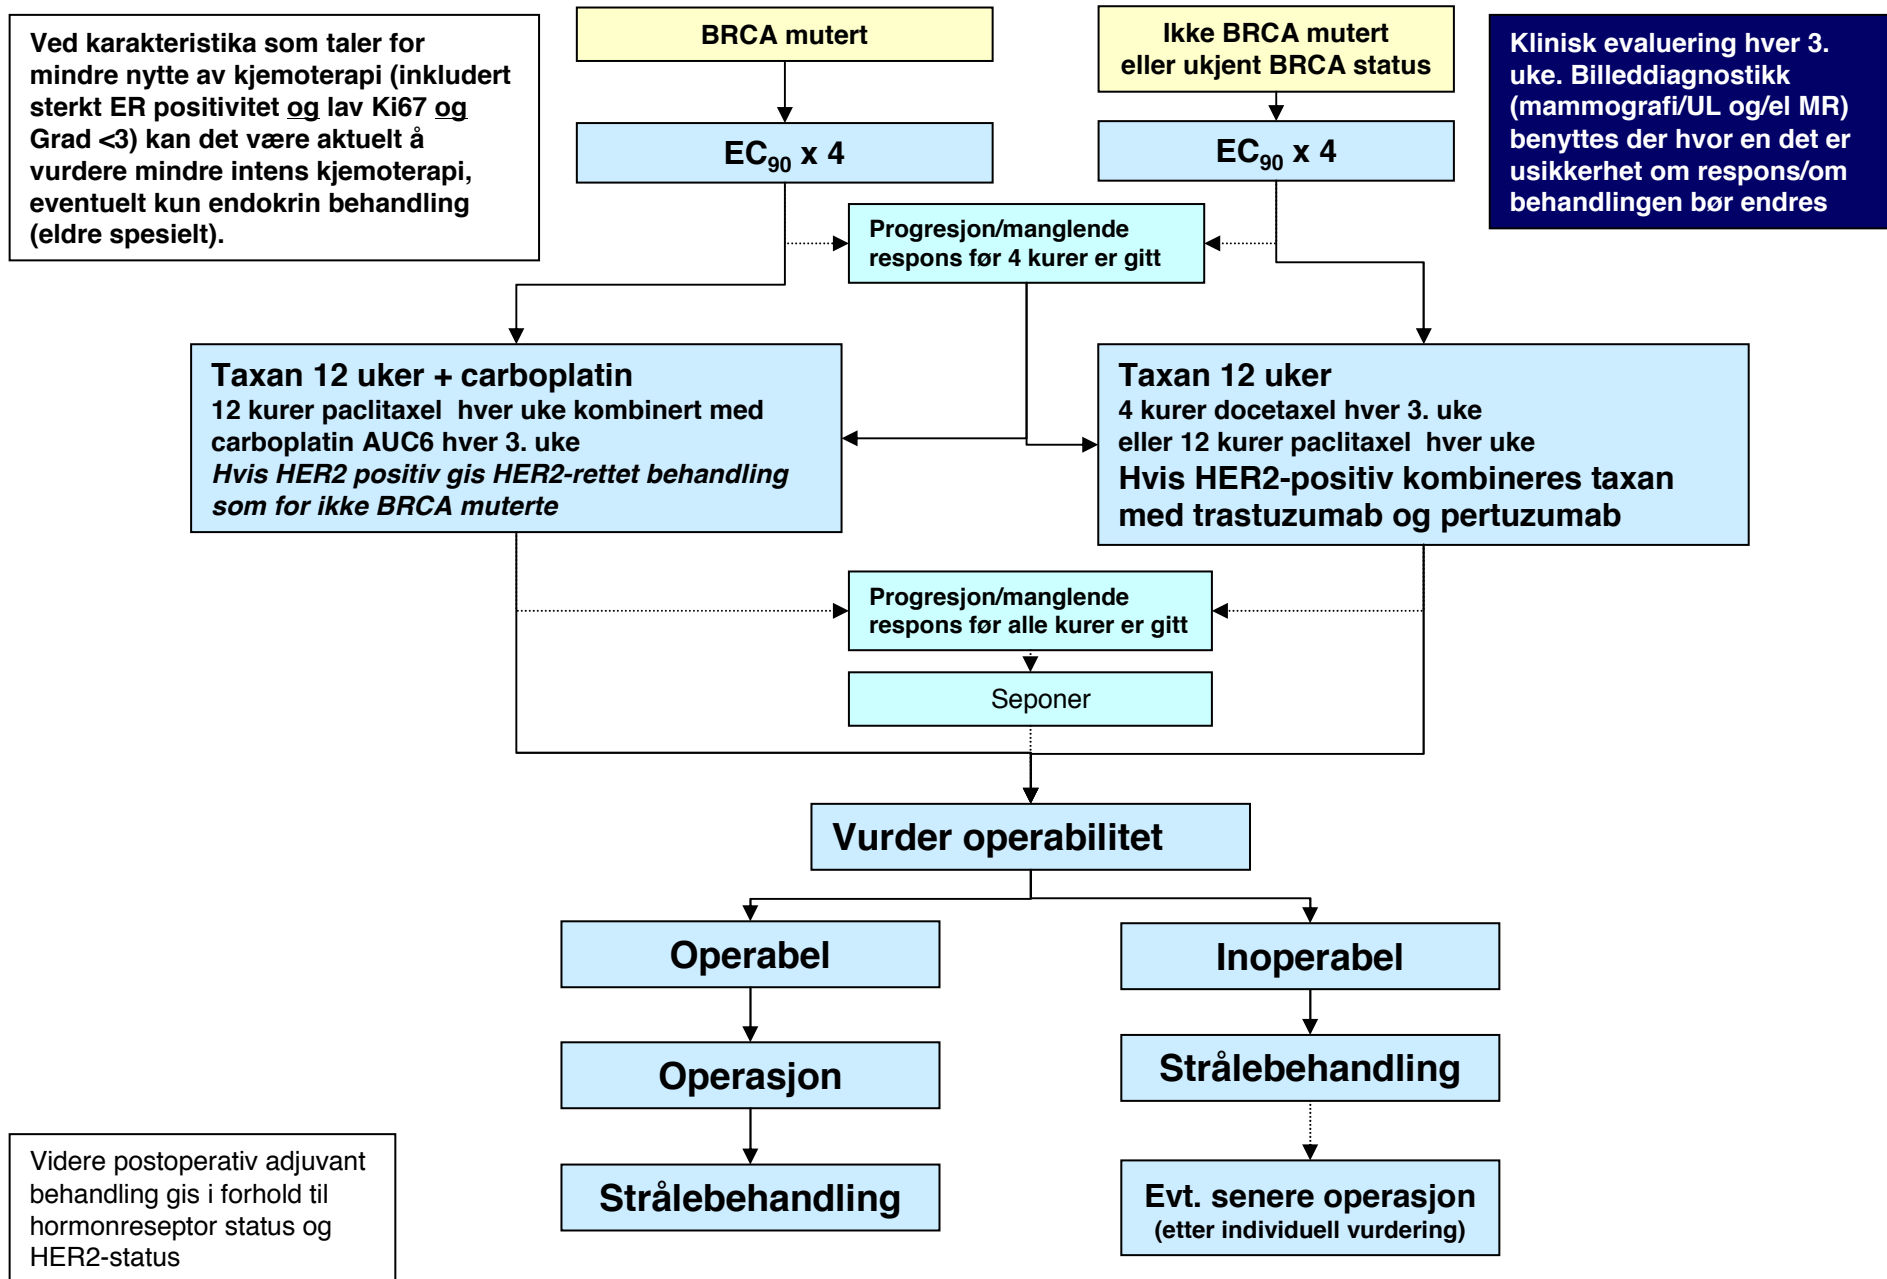 Ved karakteristika som taler for
mindre nytte av kjemoterapi (inkludert
sterkt ER positivitet og lav Ki67 og
Grad <3) kan det være aktuelt å
vurdere mindre intens kjemoterapi,
eventuelt kun endokrin behandling
(eldre spesielt).
BRCA mutert
Ikke BRCA mutert
eller ukjent BRCA status
Klinisk evaluering hver 3.
uke. Billeddiagnostikk
(mammografi/UL og/el MR)
benyttes der hvor en det er
usikkerhet om respons/om
behandlingen bør endres
EC90 x 4
EC90 x 4
Progresjon/manglende
respons før 4 kurer er gitt
Taxan 12 uker + carboplatin
12 kurer paclitaxel hver uke kombinert med
carboplatin AUC6 hver 3. uke
Hvis HER2 positiv gis HER2-rettet behandling
som for ikke BRCA muterte
Taxan 12 uker
4 kurer docetaxel hver 3. uke
eller 12 kurer paclitaxel hver uke
Hvis HER2-positiv kombineres taxan
med trastuzumab og pertuzumab
Progresjon/manglende
respons før alle kurer er gitt
Seponer
Vurder operabilitet
Operabel
Inoperabel
Operasjon
Strålebehandling
Strålebehandling
Evt. senere operasjon
(etter individuell vurdering)
Videre postoperativ adjuvant
behandling gis i forhold til
hormonreseptor status og
HER2-status